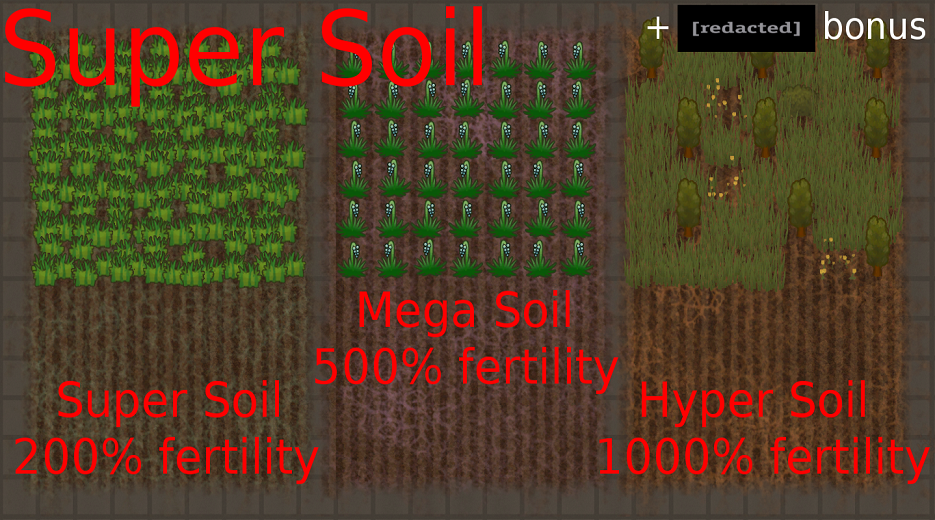 Super Soil
+ [redacted] bonus
Mega Soil
500% fertility
Super Soil
200% fertility
Hyper Soil
1000% fertility